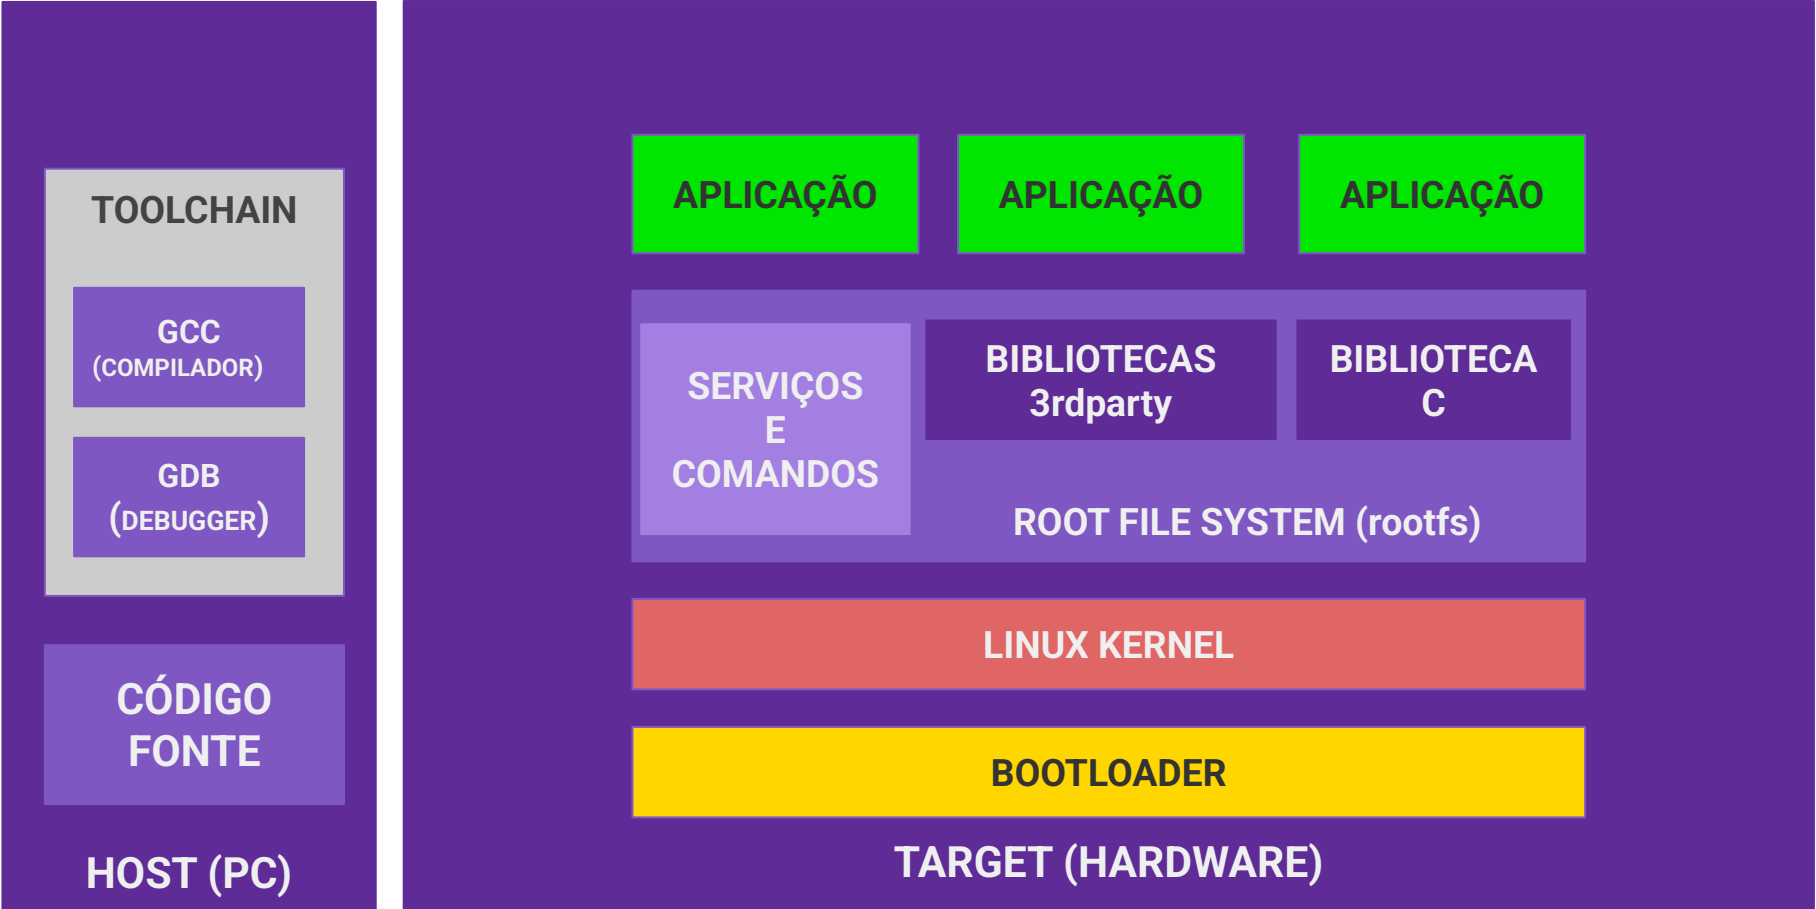 TOOLCHAIN
GCC
(COMPILADOR)
GDB
(DEBUGGER)
CÓDIGO
FONTE
HOST (PC)
APLICAÇÃO
APLICAÇÃO
APLICAÇÃO
SERVIÇOS
E
COMANDOS
BIBLIOTECAS
3rdparty
BIBLIOTECA
C
ROOT FILE SYSTEM (rootfs)
LINUX KERNEL
BOOTLOADER
TARGET (HARDWARE)